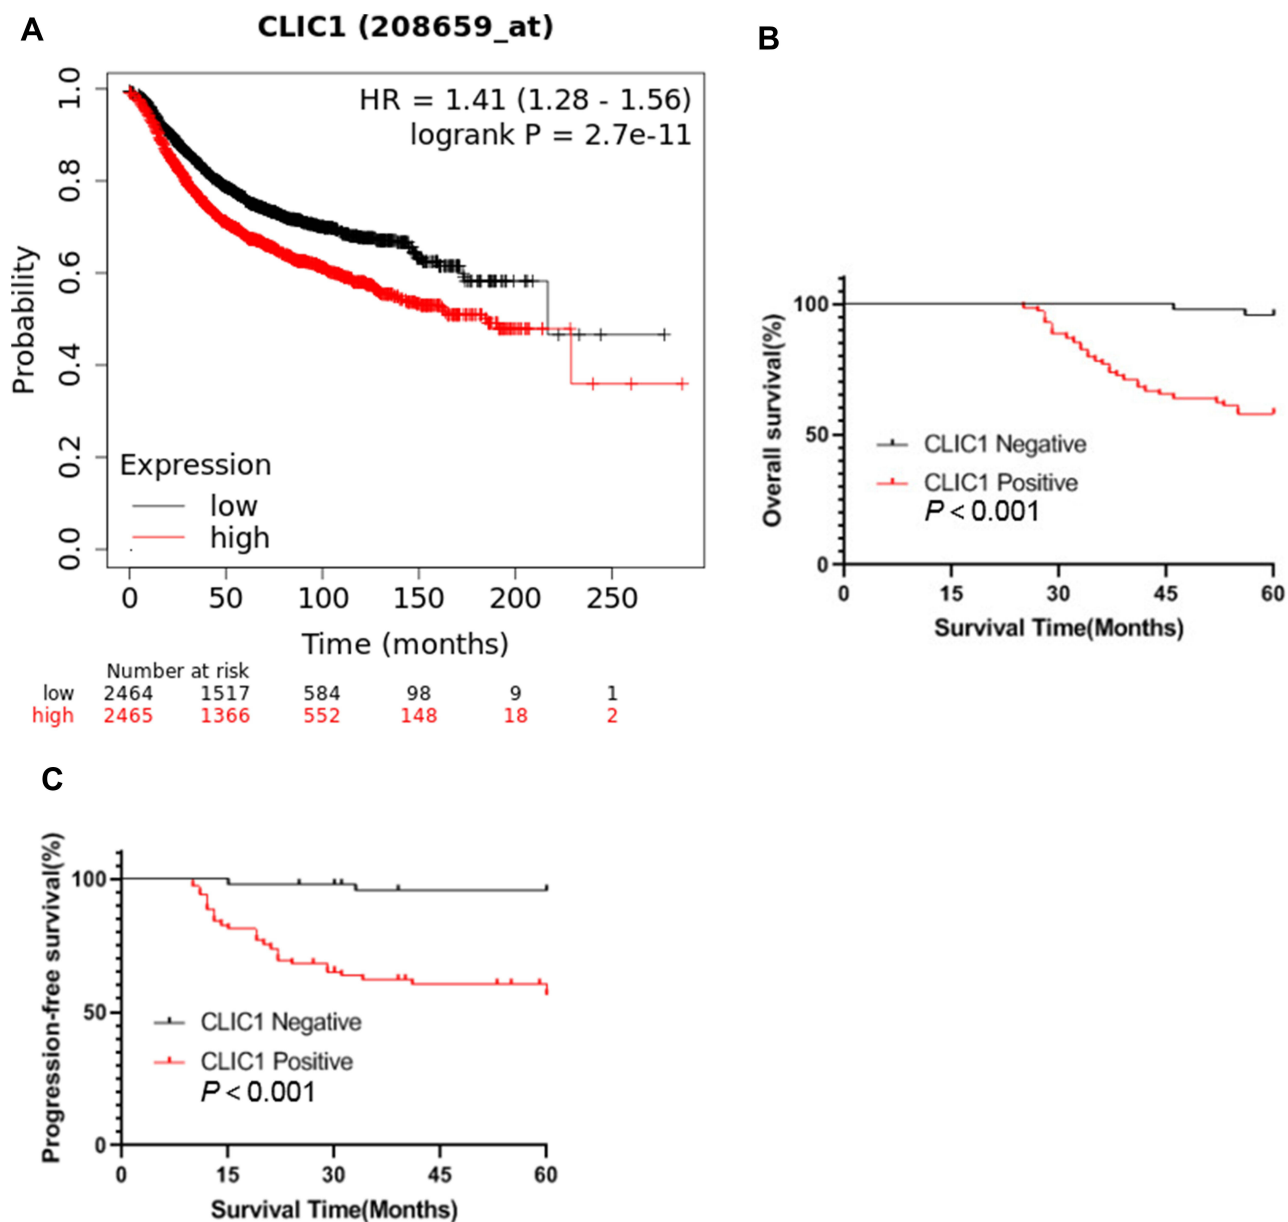 A
CLIC1 (208659_at)
HR = 1.41 (1.28 - 1.56)
logrank P = 2.7e-11
Probability
1.0
0.8
0.6
0.4
0.2
0.0
Expression
low
high
0 50 100 150 200 250
Time (months)
Number at risk
low 2464 1517 584 98 9 1
high 2465 1366 552 148 18 2
B
Overall survival(%)
100
50
0
CLIC1 Negative
CLIC1 Positive
P < 0.001
0 15 30 45 60
Survival Time(Months)
C
Progression-free survival(%)
100
50
0
CLIC1 Negative
CLIC1 Positive
P < 0.001
0 15 30 45 60
Survival Time(Months)